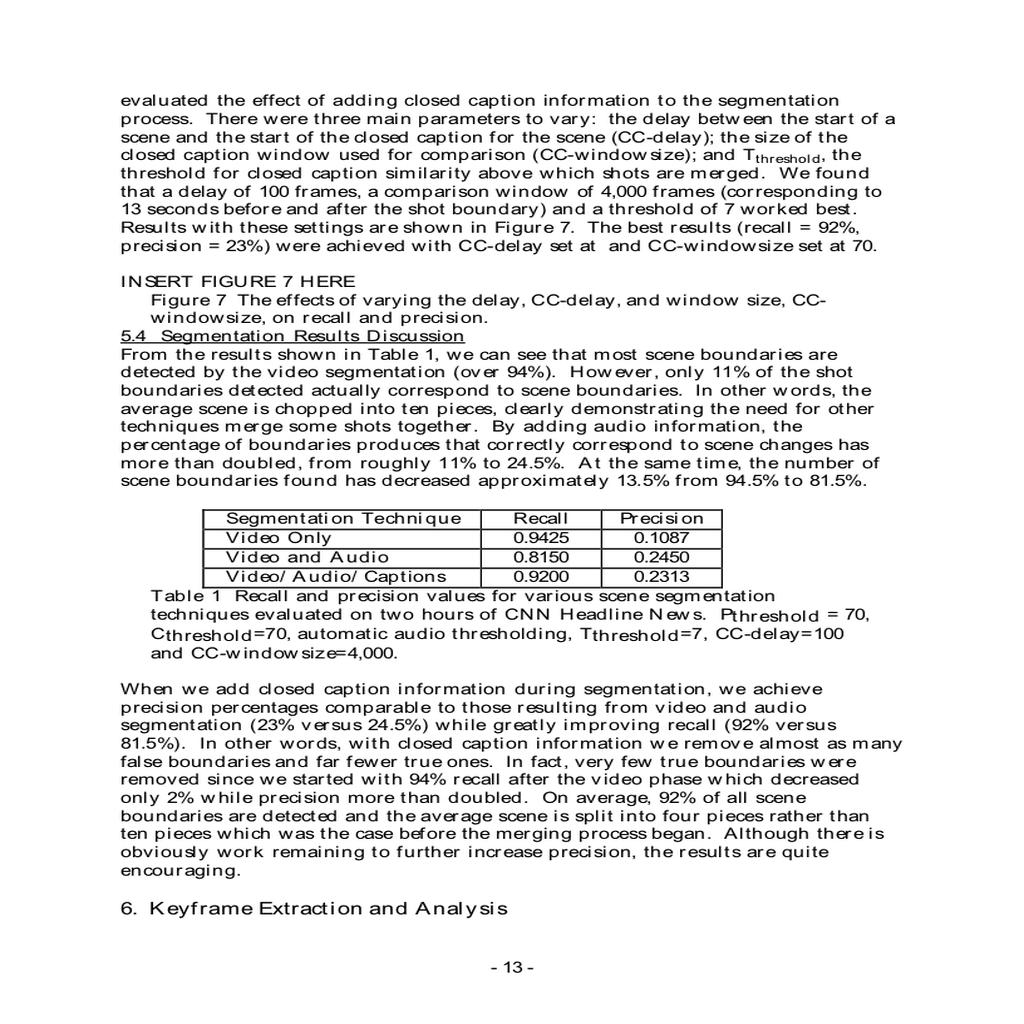 evaluated the effect of adding closed caption information to the segmentation
process. There were three main parameters to vary: the delay between the start of a
scene and the start of the closed caption for the scene (CC-delay); the size of the
closed caption window used for comparison (CC-windowsize); and Tthreshold, the
threshold for closed caption similarity above which shots are merged. We found
that a delay of 100 frames, a comparison window of 4,000 frames (corresponding to
13 seconds before and after the shot boundary) and a threshold of 7 worked best.
Results with these settings are shown in Figure 7. The best results (recall = 92%,
precision = 23%) were achieved with CC-delay set at and CC-windowsize set at 70.
INSERT FIGURE 7 HERE
Figure 7 The effects of varying the delay, CC-delay, and window size, CC-
windowsize, on recall and precision.
5.4 Segmentation Results Discussion
From the results shown in Table 1, we can see that most scene boundaries are
detected by the video segmentation (over 94%). However, only 11% of the shot
boundaries detected actually correspond to scene boundaries. In other words, the
average scene is chopped into ten pieces, clearly demonstrating the need for other
techniques merge some shots together. By adding audio information, the
percentage of boundaries produces that correctly correspond to scene changes has
more than doubled, from roughly 11% to 24.5%. At the same time, the number of
scene boundaries found has decreased approximately 13.5% from 94.5% to 81.5%.
Segmentation Technique Recall Precision
Video Only 0.9425 0.1087
Video and Audio 0.8150 0.2450
Video/ Audio/ Captions 0.9200 0.2313
Table 1 Recall and precision values for various scene segmentation
techniques evaluated on two hours of CNN Headline News. Pthreshold = 70,
Cthreshold=70, automatic audio thresholding, Tthreshold=7, CC-delay=100
and CC-windowsize=4,000.
When we add closed caption information during segmentation, we achieve
precision percentages comparable to those resulting from video and audio
segmentation (23% versus 24.5%) while greatly improving recall (92% versus
81.5%). In other words, with closed caption information we remove almost as many
false boundaries and far fewer true ones. In fact, very few true boundaries were
removed since we started with 94% recall after the video phase which decreased
only 2% while precision more than doubled. On average, 92% of all scene
boundaries are detected and the average scene is split into four pieces rather than
ten pieces which was the case before the merging process began. Although there is
obviously work remaining to further increase precision, the results are quite
encouraging.
6. Keyframe Extraction and Analysis
- 13 -